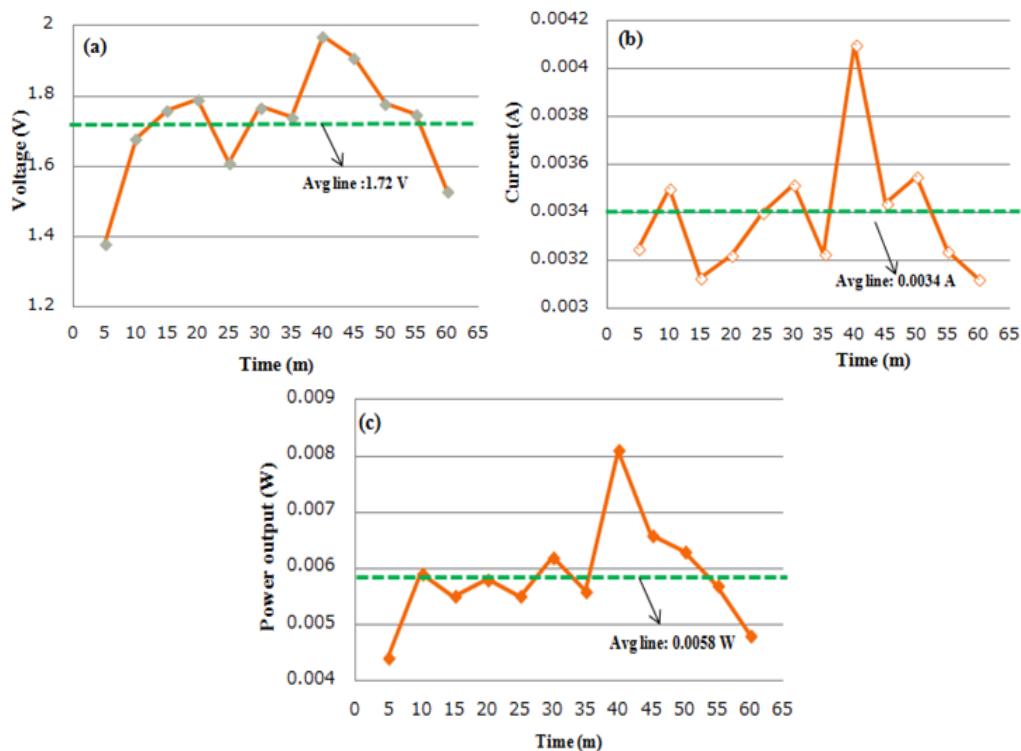 (a)
Voltage (V)
2
1.8
1.6
1.4
1.2
Avg line :1.72 V
0 5 10 15 20 25 30 35 40 45 50 55 60 65
Time (m)
(b)
Current (A)
0.0042
0.004
0.0038
0.0036
0.0034
0.0032
0.003
Avg line: 0.0034 A
0 5 10 15 20 25 30 35 40 45 50 55 60 65
Time (m)
(c)
Power output (W)
0.009
0.008
0.007
0.006
0.005
0.004
Avg line: 0.0058 W
0 5 10 15 20 25 30 35 40 45 50 55 60 65
Time (m)